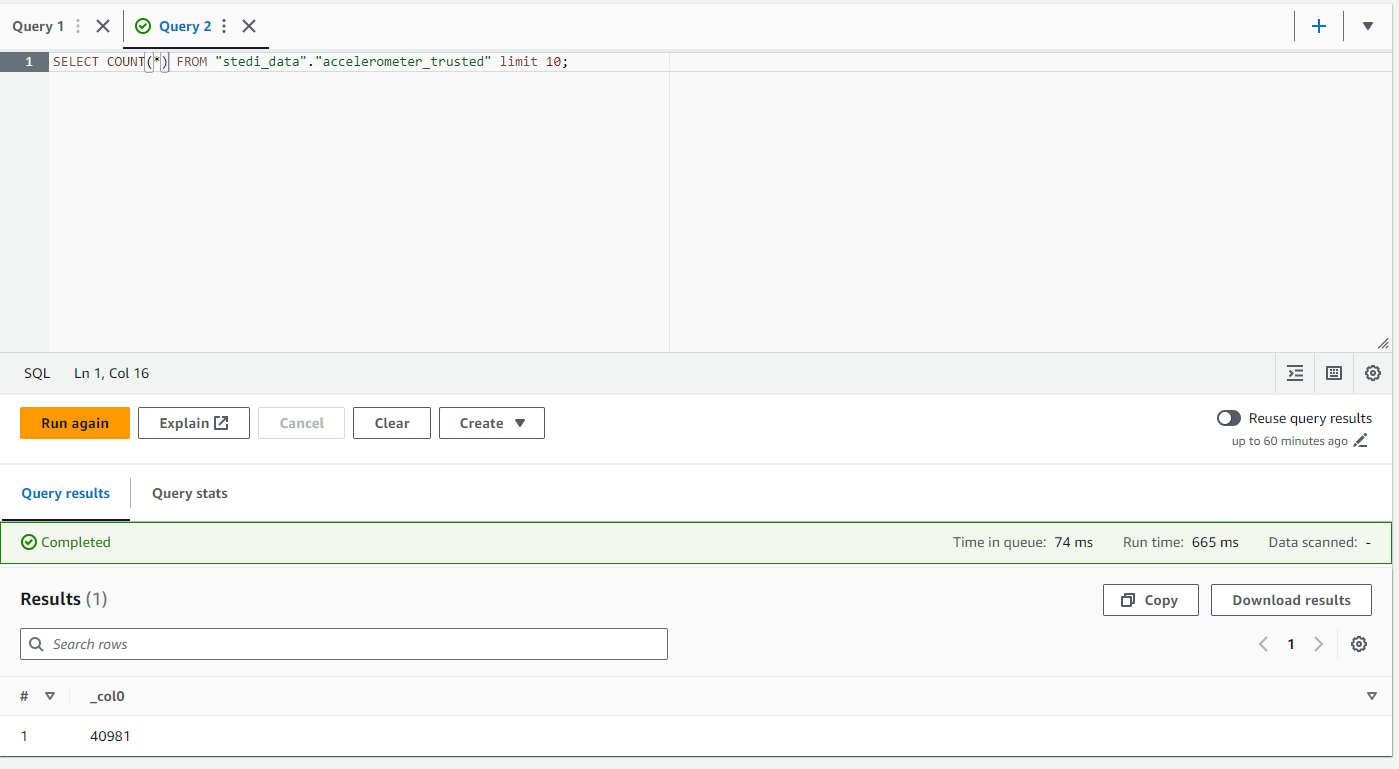 Query 1
Query 2
1 SELECT COUNT(*) FROM "stedi_data"."accelerometer_trusted" limit 10;
SQL Ln 1, Col 16
Run again Explain Cancel Clear Create Reuse query results
up to 60 minutes ago
Query results Query stats
Completed Time in queue: 74 ms Run time: 665 ms Data scanned: -
Results (1) Copy Download results
Search rows 1
# _col0
1 40981